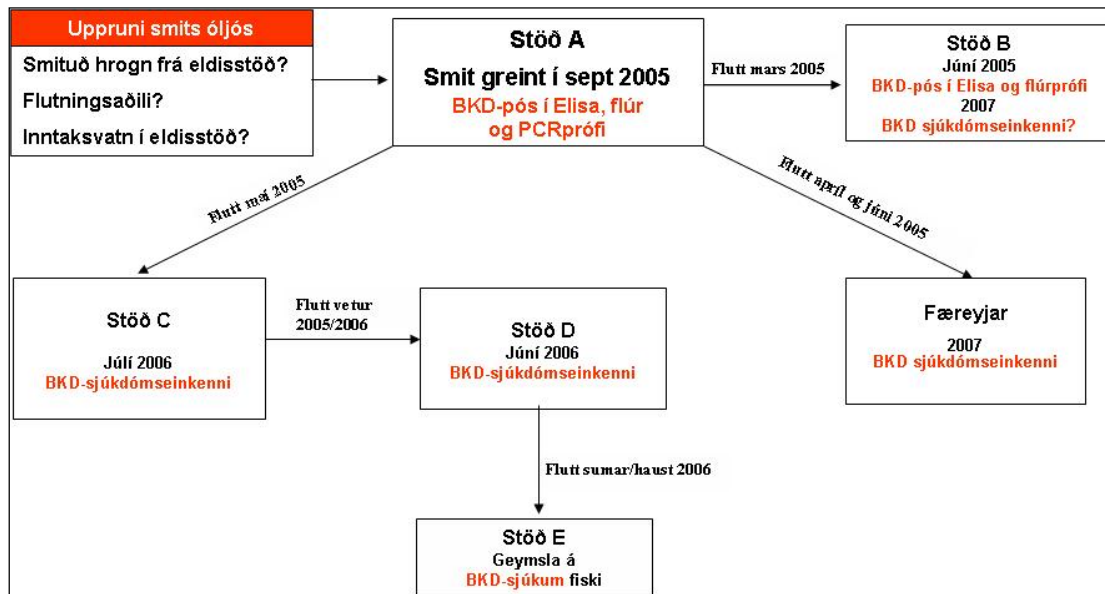 Uppruni smits óljós
Smituð hrogn frá eldisstöð?
Flutningsaðili?
Inntaksvatn í eldisstöð?
Stöð A
Smit greint í sept 2005
BKD-pós í Elisa, flúr
og PCRprófi
Flutt mars 2005
Stöð B
Júní 2005
BKD-pós í Elisa og flúrprófi
2007
BKD sjúkdómseinkenni?
Flutt maí 2005
Flutt apríl og júní 2005
Stöð C
Júlí 2006
BKD-sjúkdómseinkenni
Flutt vetur
2005/2006
Stöð D
Júní 2006
BKD-sjúkdómseinkenni
Færeyjar
2007
BKD sjúkdómseinkenni
Flutt sumar/haust 2006
Stöð E
Geymsla á
BKD-sjúkum fiski